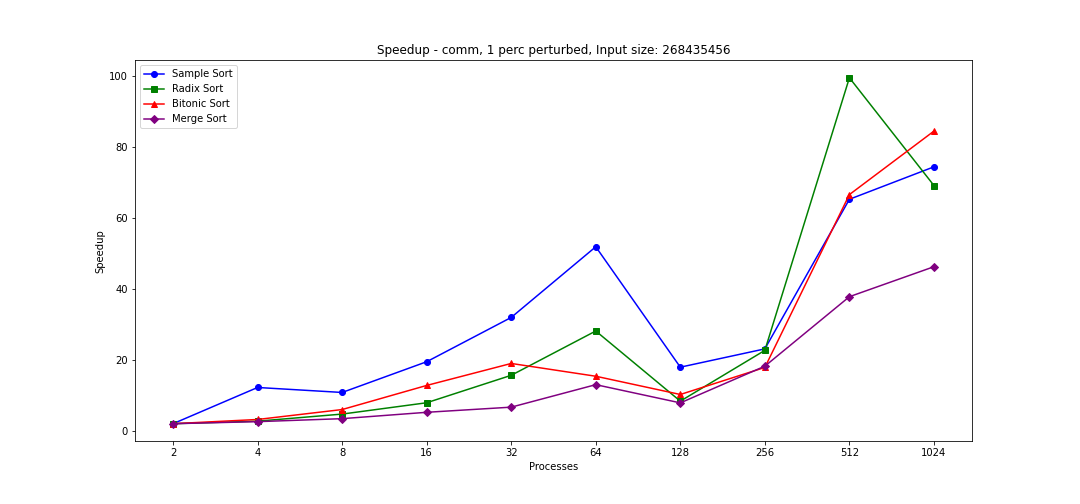 Speedup - comm, 1 perc perturbed, Input size: 268435456
Sample Sort
Radix Sort
Bitonic Sort
Merge Sort
100
80
60
40
20
0
Speedup
2 4 8 16 32 64 128 256 512 1024
Processes